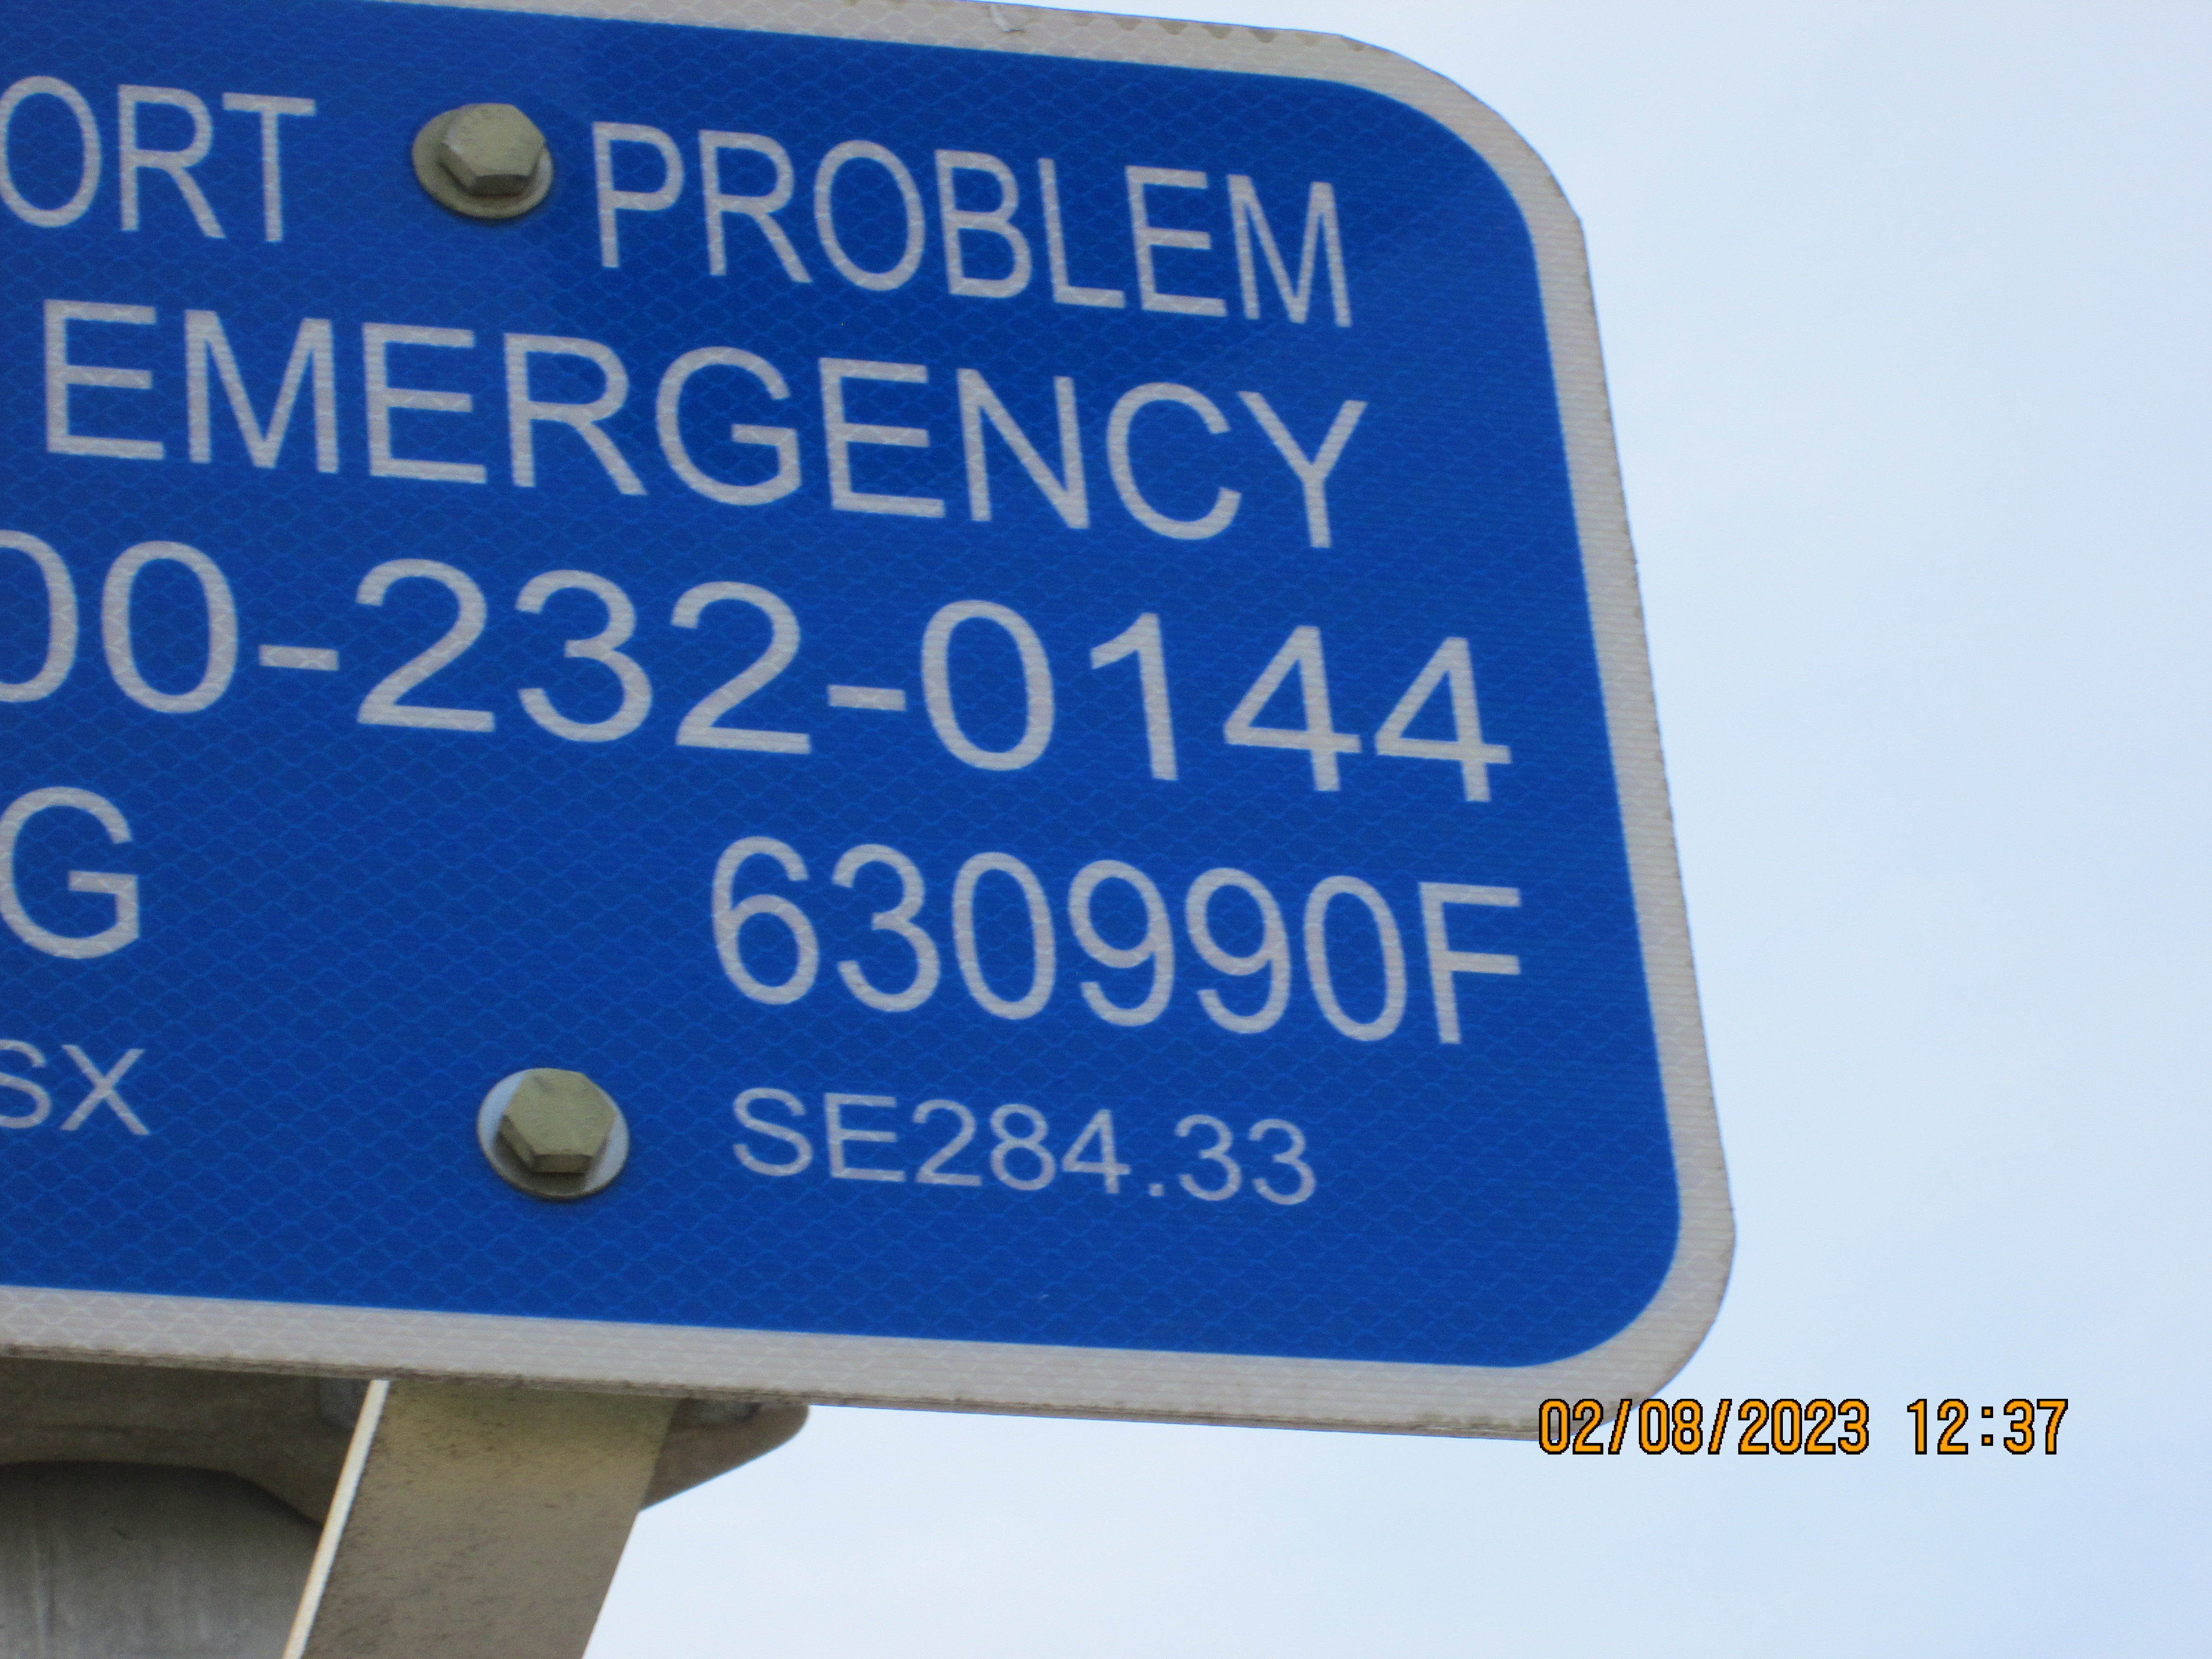 ORT PROBLEM
EMERGENCY
00-232-0144
G 630990F
SX SE284.33
02/08/2023 12:37